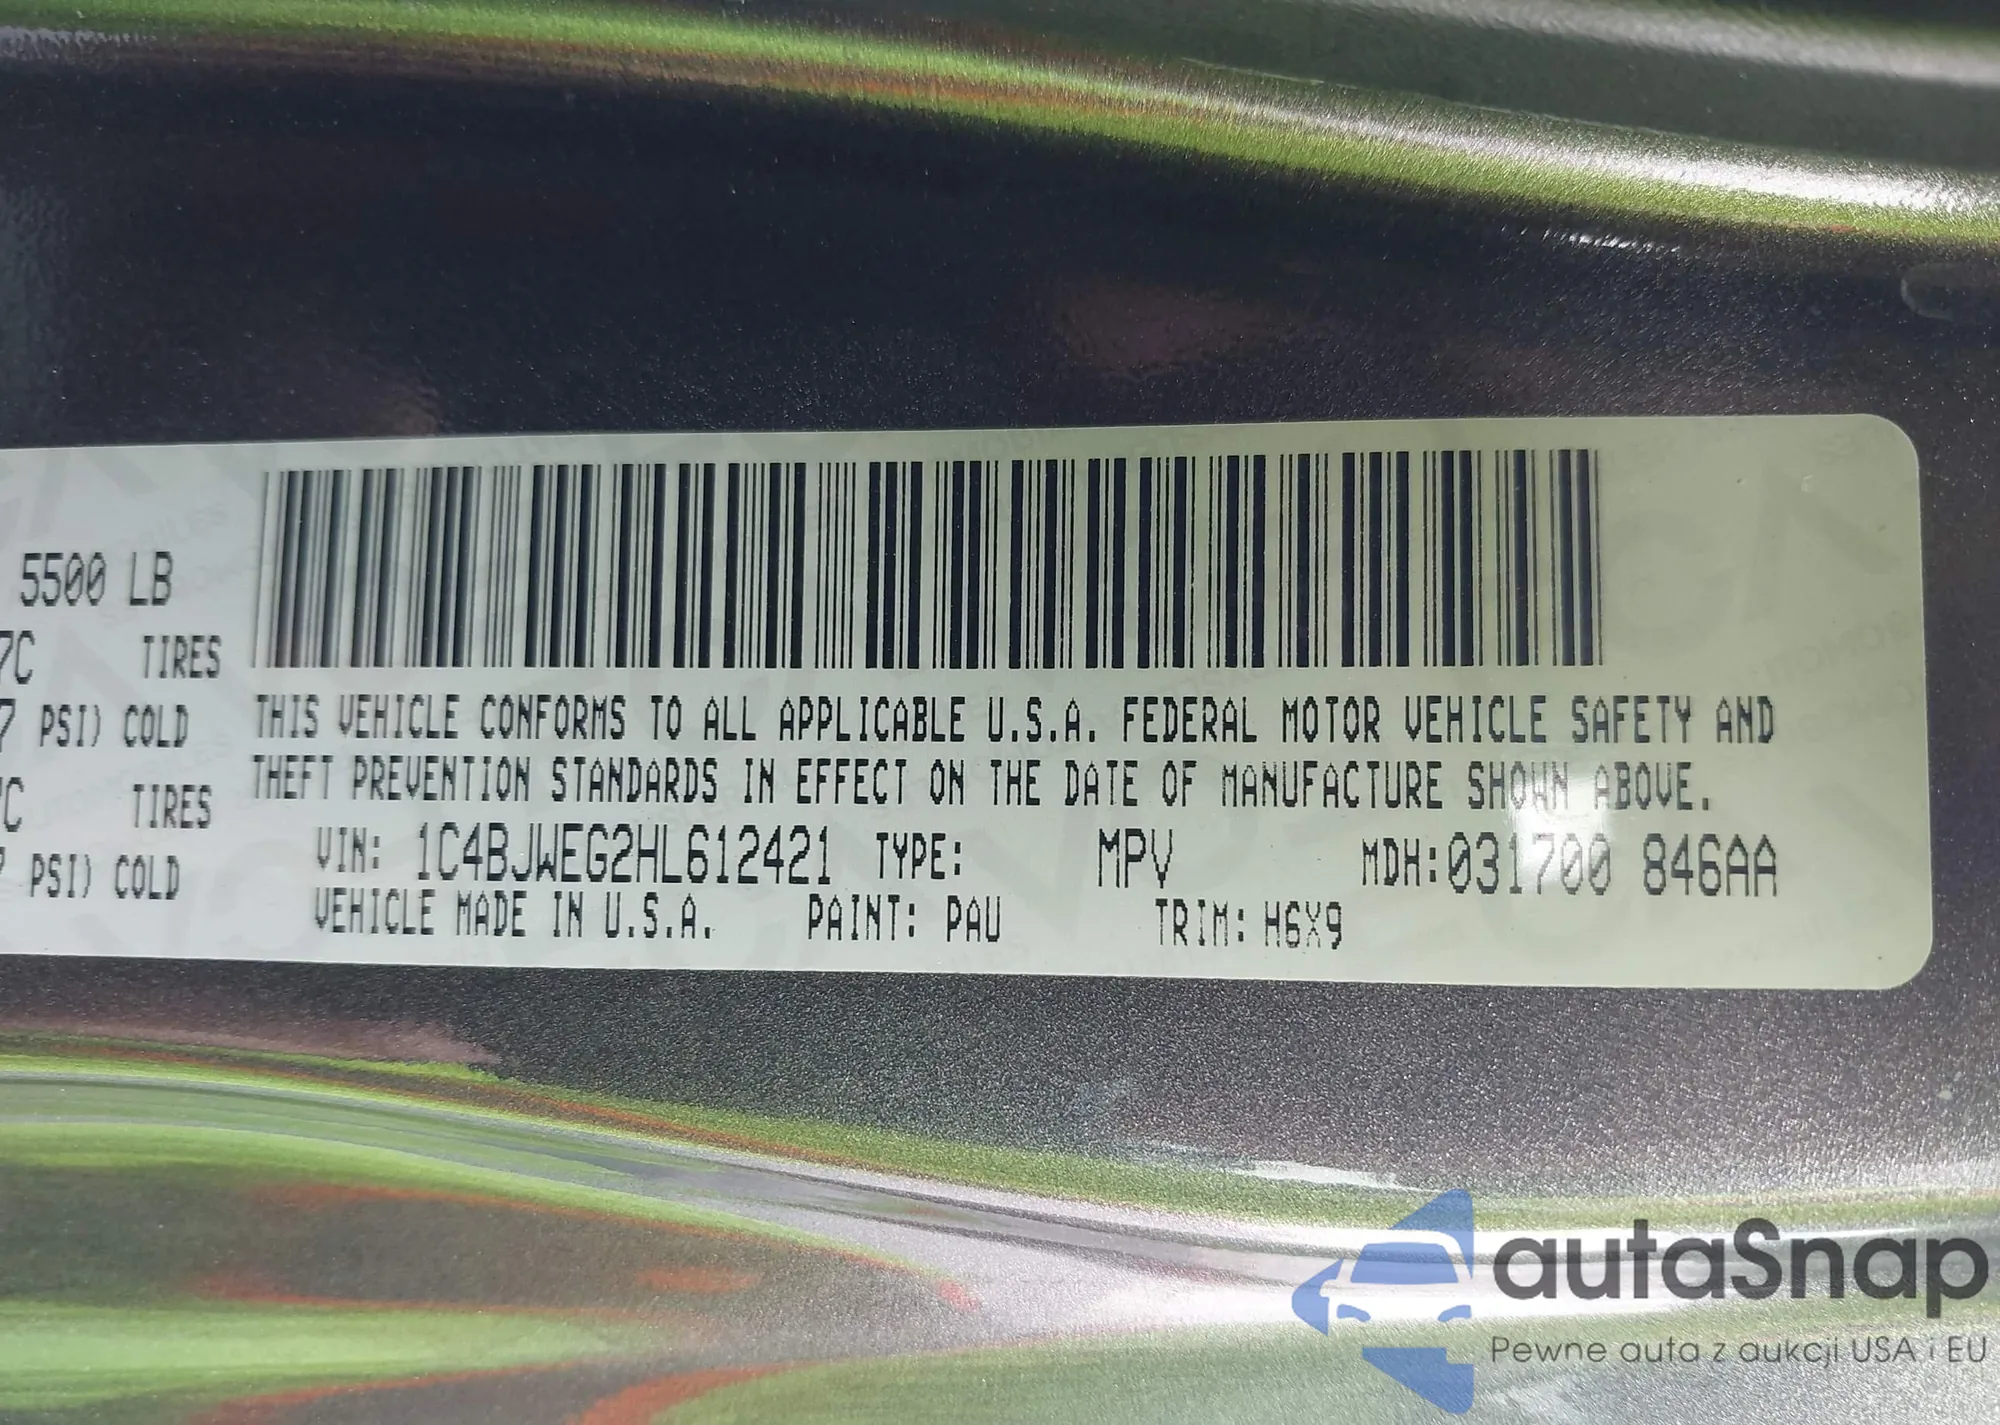 5500 LB
7C TIRES
7 PSI) COLD
C TIRES
PSI) COLD
THIS VEHICLE CONFORMS TO ALL APPLICABLE U.S.A. FEDERAL MOTOR VEHICLE SAFETY AND
THEFT PREVENTION STANDARDS IN EFFECT ON THE DATE OF MANUFACTURE SHOWN ABOVE.
VIN: 1C4BJWEG2HL612421 TYPE: MPV MDH:031700 846AA
VEHICLE MADE IN U.S.A. PAINT: PAU TRIM: H6X9
autaSnap
Pewne auta z aukcji USA i EU